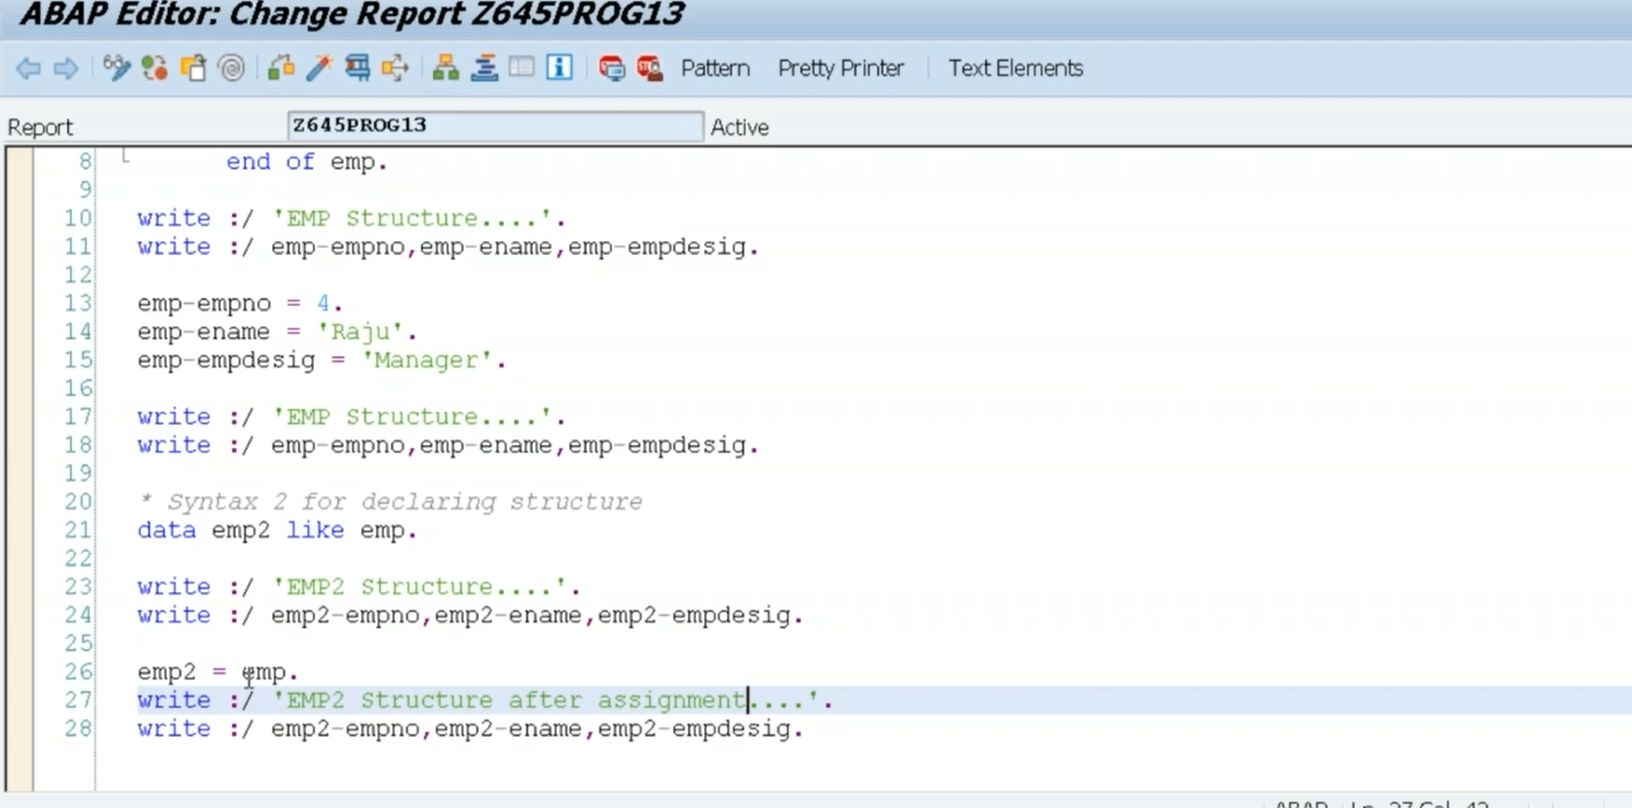 ABAP Editor: Change Report Z645PROG13
Pattern Pretty Printer Text Elements
Report Z645PROG13 Active
8 end of emp.
9
10 write :/ 'EMP Structure....'.
11 write :/ emp-empno,emp-ename,emp-empdesig.
12
13 emp-empno = 4.
14 emp-ename = 'Raju'.
15 emp-empdesig = 'Manager'.
16
17 write :/ 'EMP Structure....'.
18 write :/ emp-empno,emp-ename,emp-empdesig.
19
20 * Syntax 2 for declaring structure
21 data emp2 like emp.
22
23 write :/ 'EMP2 Structure....'.
24 write :/ emp2-empno,emp2-ename,emp2-empdesig.
25
26 emp2 = emp.
27 write :/ 'EMP2 Structure after assignment....'.
28 write :/ emp2-empno,emp2-ename,emp2-empdesig.